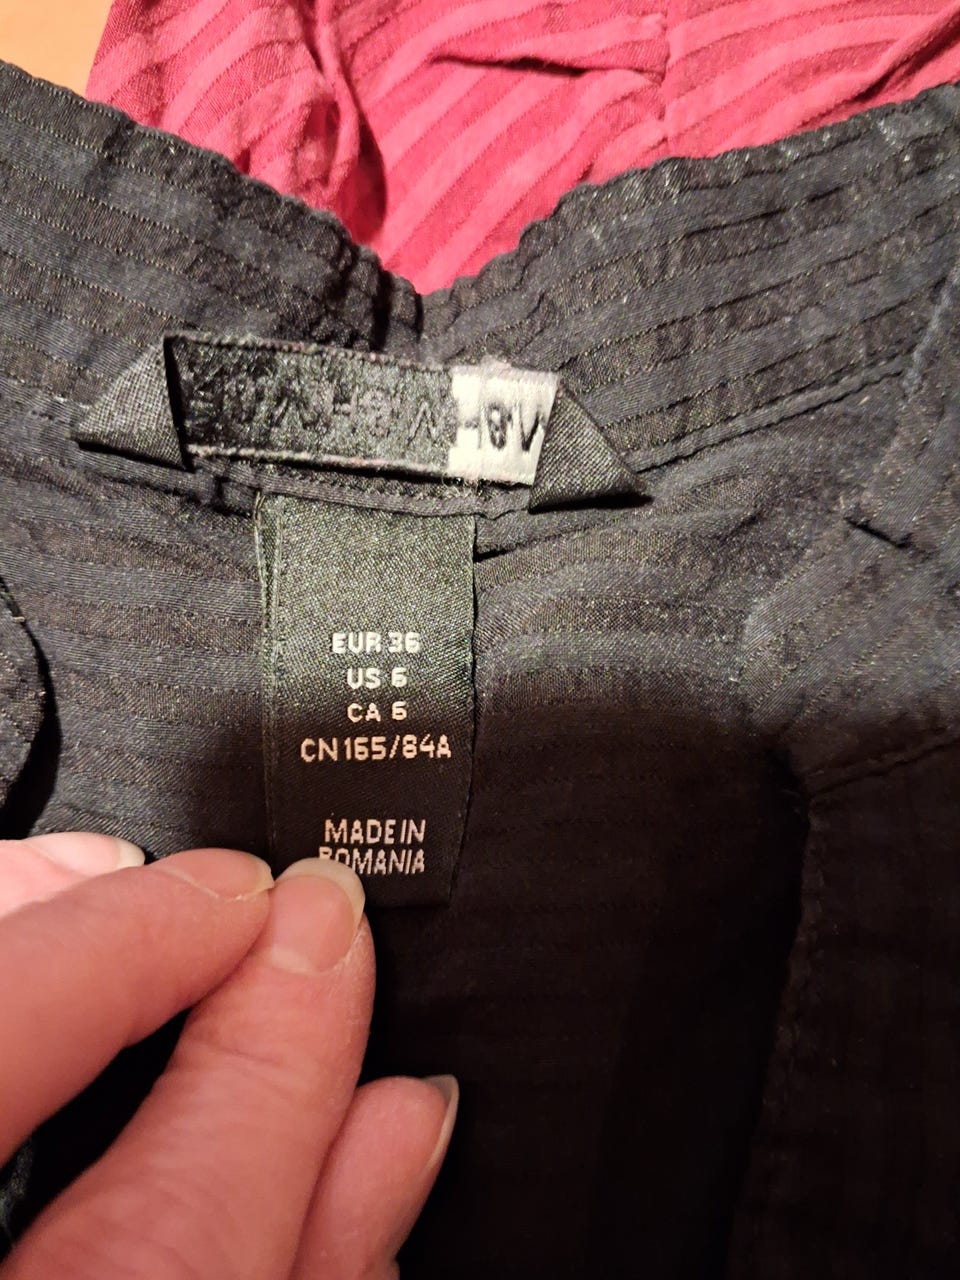 EUR 36
US 6
CA 6
CN 165/84A
MADE IN
ROMANIA